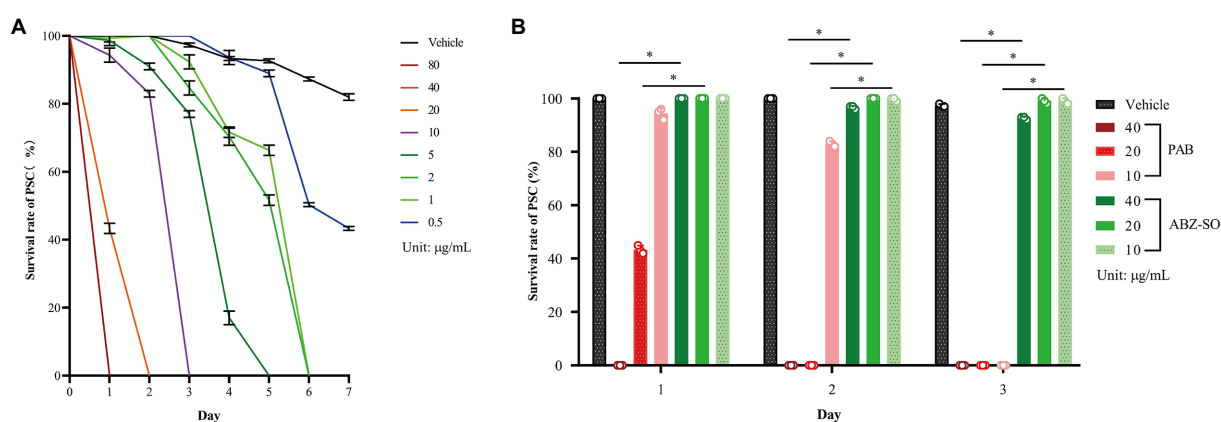 A
Survival rate of PSC( %)
100
80
60
40
20
0
0 1 2 3 4 5 6 7
Day
Vehicle
80
40
20
10
5
2
1
0.5
Unit: μg/mL
B
Survival rate of PSC (%)
100
80
60
40
20
0
* * *
* * *
* *
1 2 3
Day
Vehicle
40
20 PAB
10
40
20 ABZ-SO
10
Unit: μg/mL